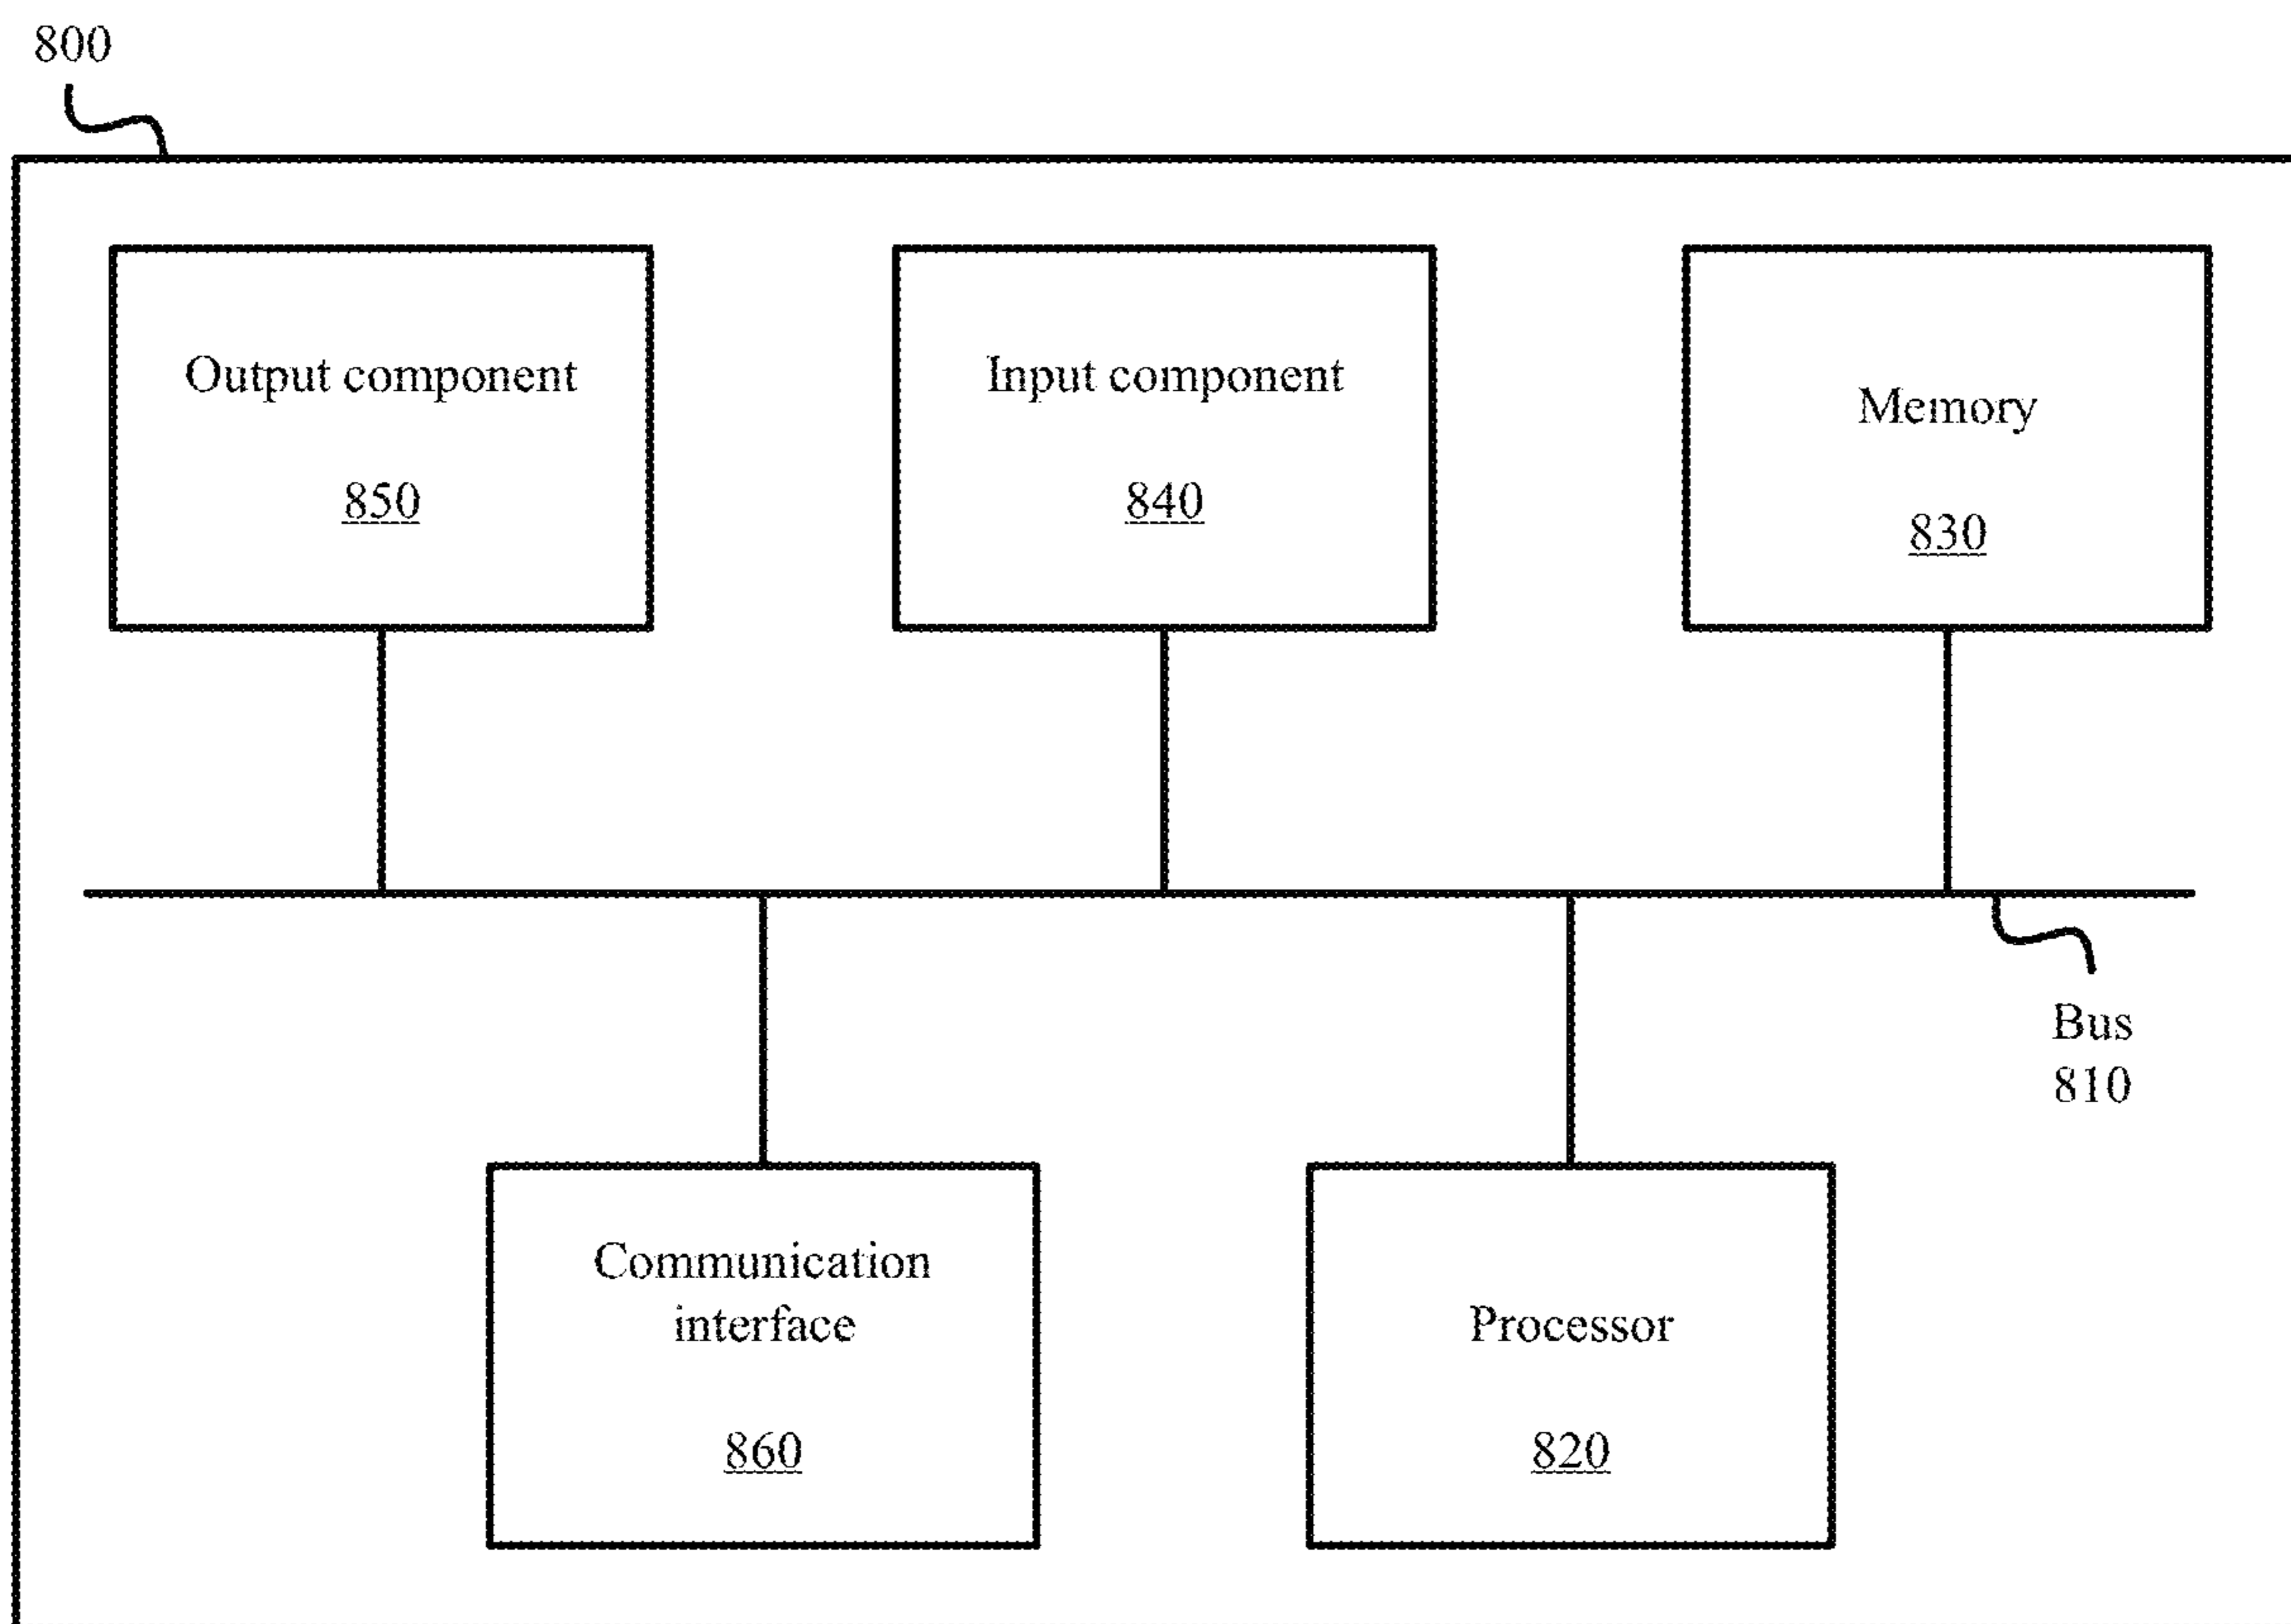 800
Output component
850
Input component
840
Memory
830
Bus
810
Communication
interface
860
Processor
820